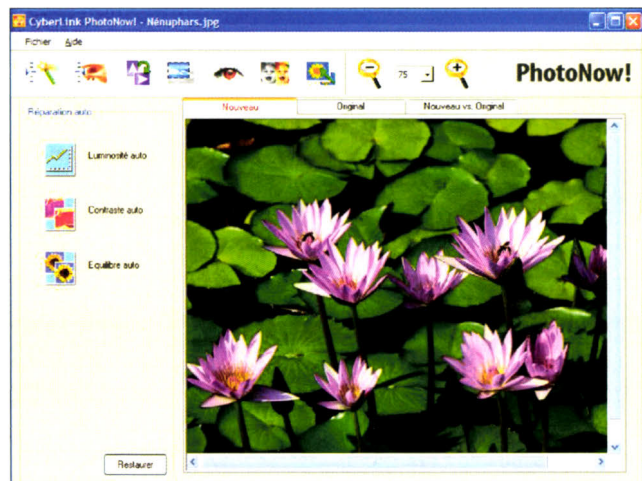 CyberLink PhotoNow! - Nénuphars.jpg
Fichier Aide
75
PhotoNow!
Réparation auto
Nouveau
Original
Nouveau vs. Original
Luminosité auto
Contraste auto
Equilibre auto
Restaurer